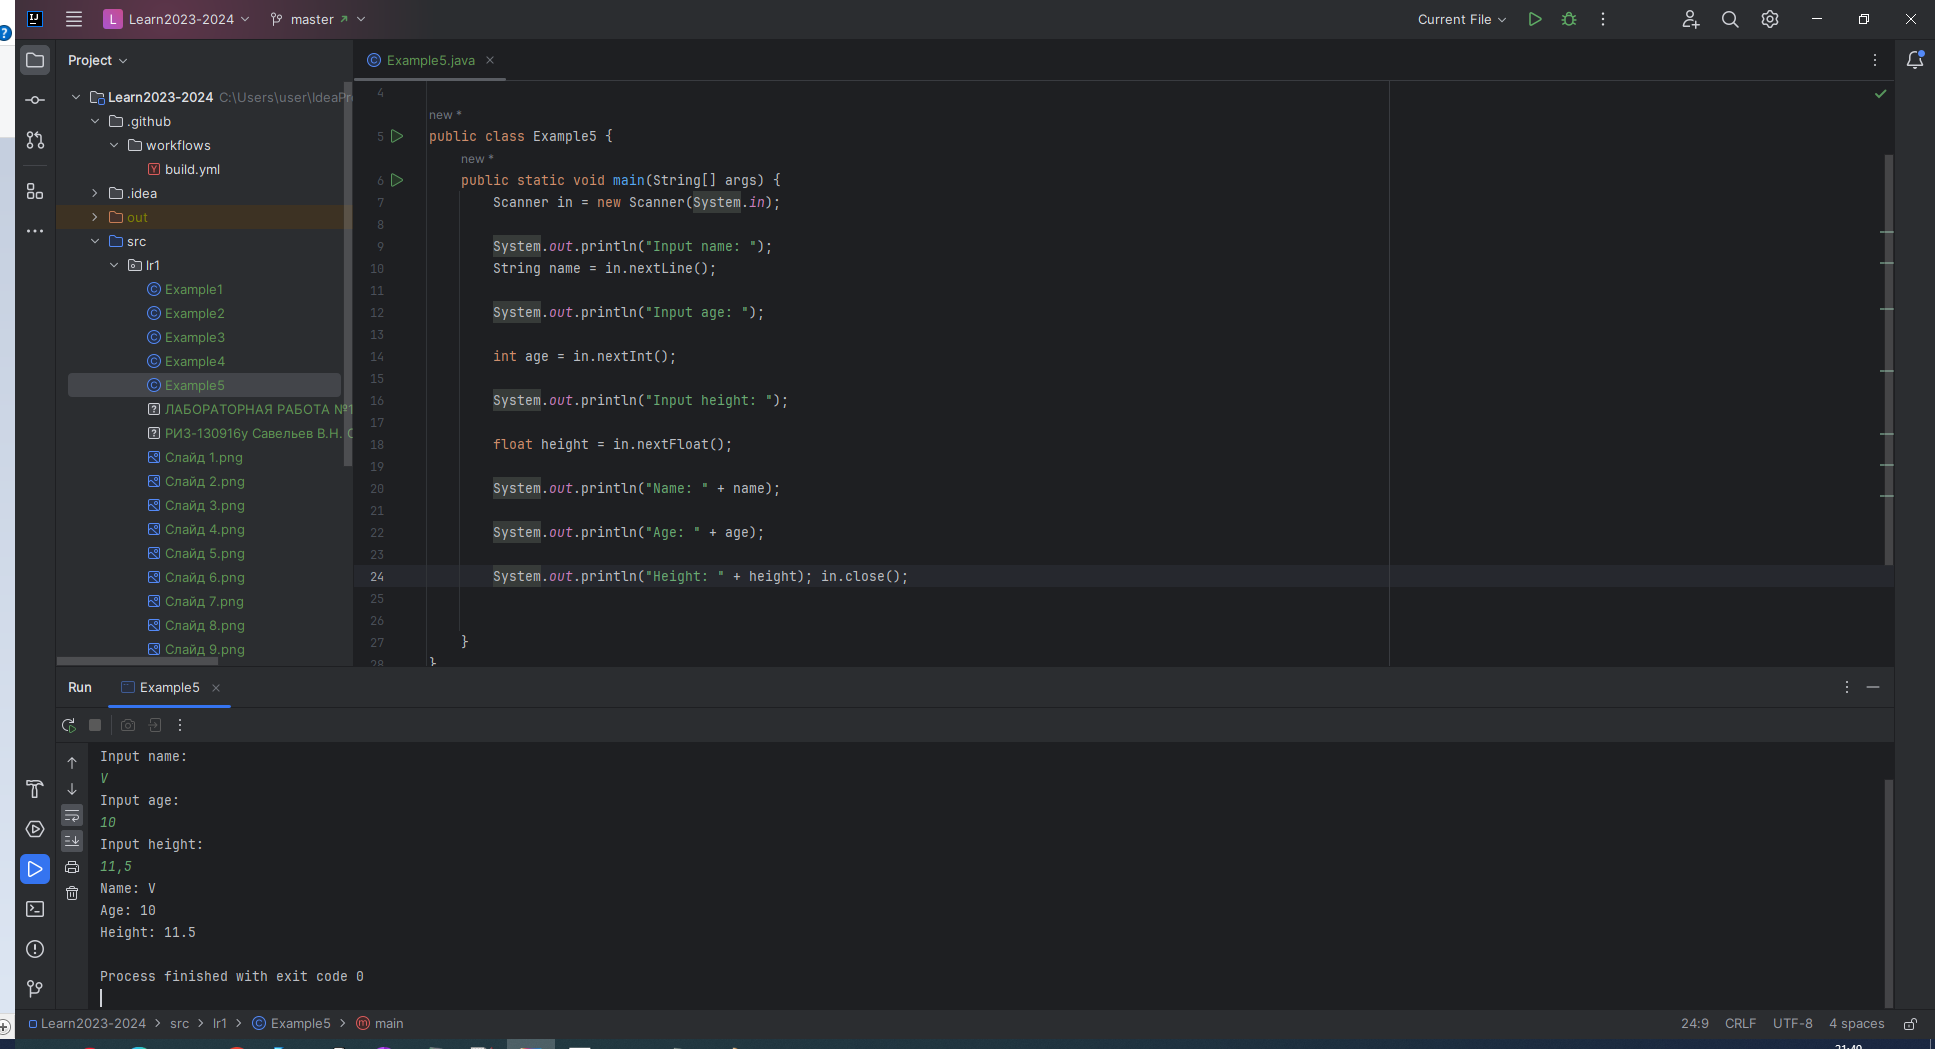 L Learn2023-2024 master Current File
Project
Learn2023-2024 C:\Users\user\IdeaPr
.github
workflows
build.yml
.idea
out
src
lr1
Example1
Example2
Example3
Example4
Example5
ЛАБОРАТОРНАЯ РАБОТА №1
РИЗ-130916у Савельев В.Н.
Слайд 1.png
Слайд 2.png
Слайд 3.png
Слайд 4.png
Слайд 5.png
Слайд 6.png
Слайд 7.png
Слайд 8.png
Слайд 9.png
Example5.java
4
new *
5 public class Example5 {
new *
6 public static void main(String[] args) {
7 Scanner in = new Scanner(System.in);
8
9 System.out.println("Input name: ");
10 String name = in.nextLine();
11
12 System.out.println("Input age: ");
13
14 int age = in.nextInt();
15
16 System.out.println("Input height: ");
17
18 float height = in.nextFloat();
19
20 System.out.println("Name: " + name);
21
22 System.out.println("Age: " + age);
23
24 System.out.println("Height: " + height); in.close();
25
26
27 }
28 }
Run Example5
Input name:
V
Input age:
10
Input height:
11,5
Name: V
Age: 10
Height: 11.5
Process finished with exit code 0
Learn2023-2024 > src > lr1 > Example5 > main
24:9 CRLF UTF-8 4 spaces